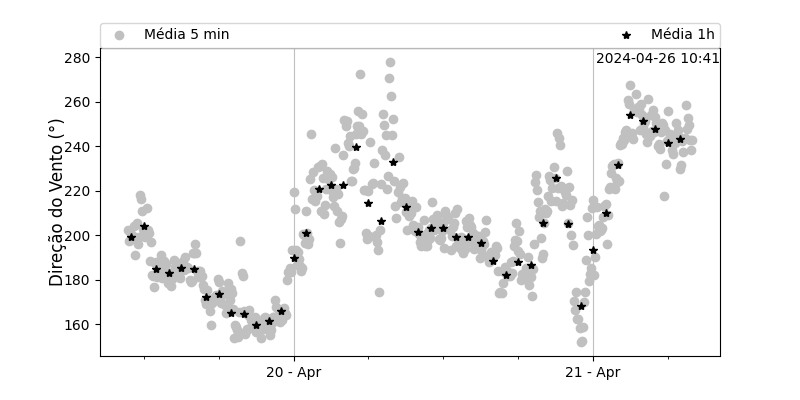 Média 5 min
Média 1h
2024-04-26 10:41
Direção do Vento (°)
280
260
240
220
200
180
160
20 - Apr
21 - Apr